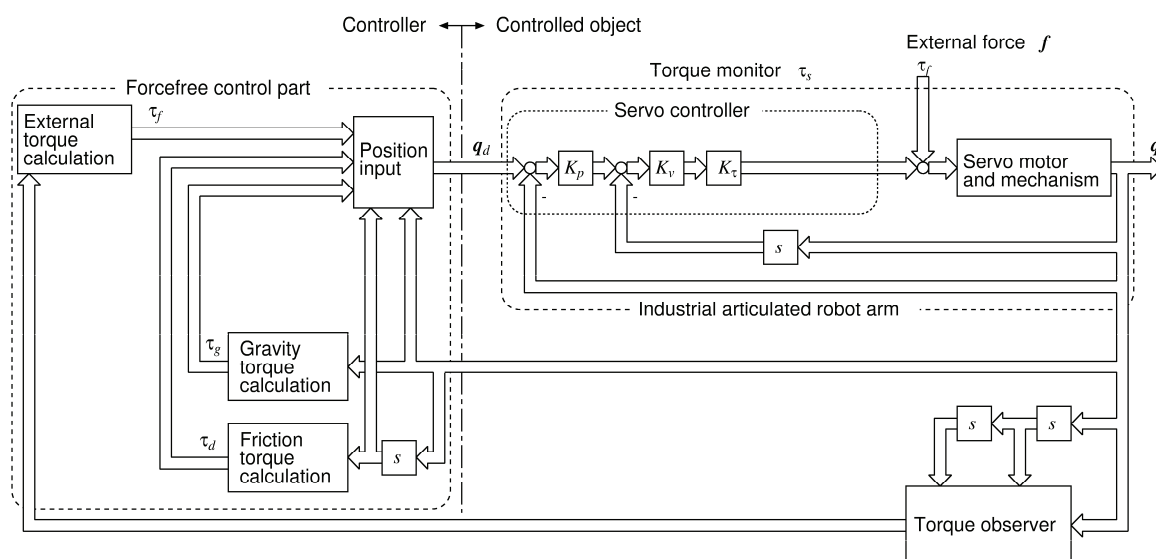 Controller
Controlled object
External force f
τf
Torque monitor τs
Forcefree control part
Servo controller
External
torque
calculation
τf
Position
input
qd
Kp
Kv
Kτ
Servo motor
and mechanism
q
-
-
s
Industrial articulated robot arm
τg
Gravity
torque
calculation
τd
Friction
torque
calculation
s
s
s
Torque observer